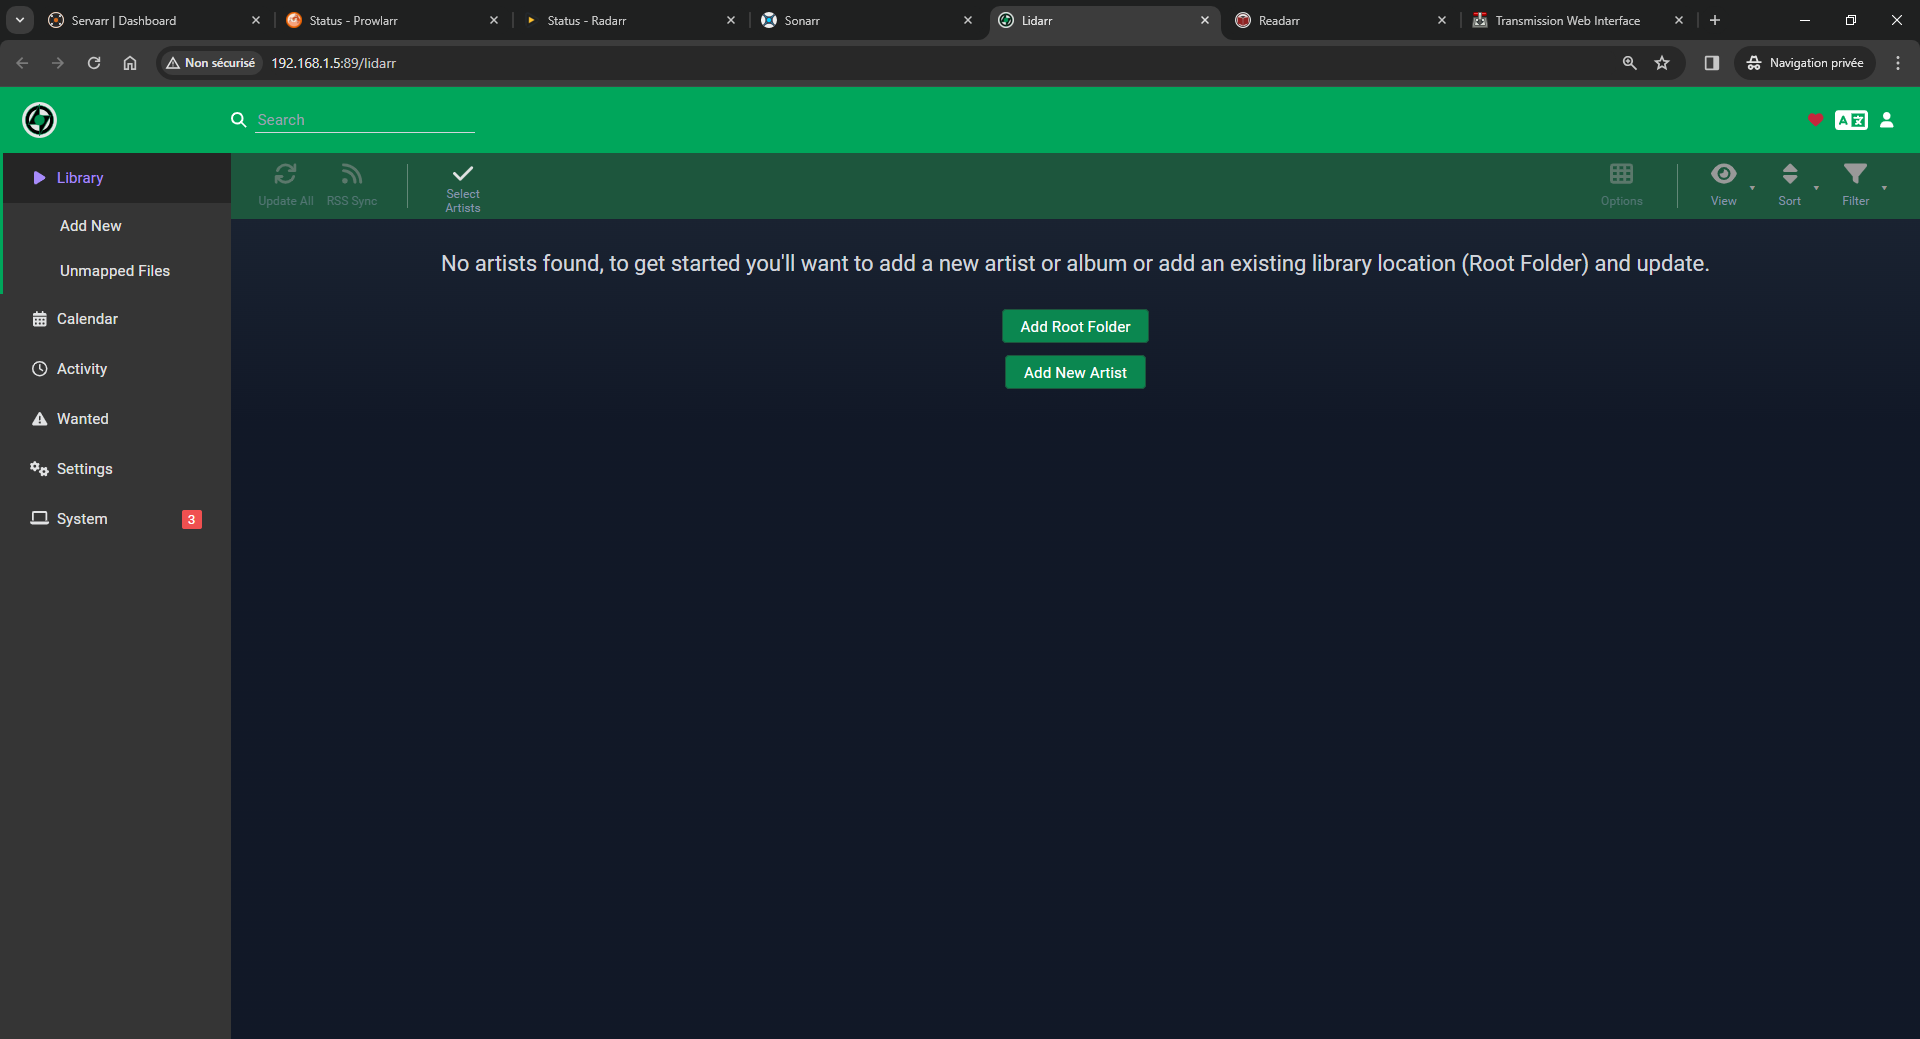 Servarr | Dashboard
Status - Prowlarr
Status - Radarr
Sonarr
Lidarr
Readarr
Transmission Web Interface
Non sécurisé
192.168.1.5:89/lidarr
Navigation privée
Search
A
Library
Add New
Unmapped Files
Calendar
Activity
Wanted
Settings
System
3
Update All
RSS Sync
Select
Artists
Options
View
Sort
Filter
No artists found, to get started you'll want to add a new artist or album or add an existing library location (Root Folder) and update.
Add Root Folder
Add New Artist